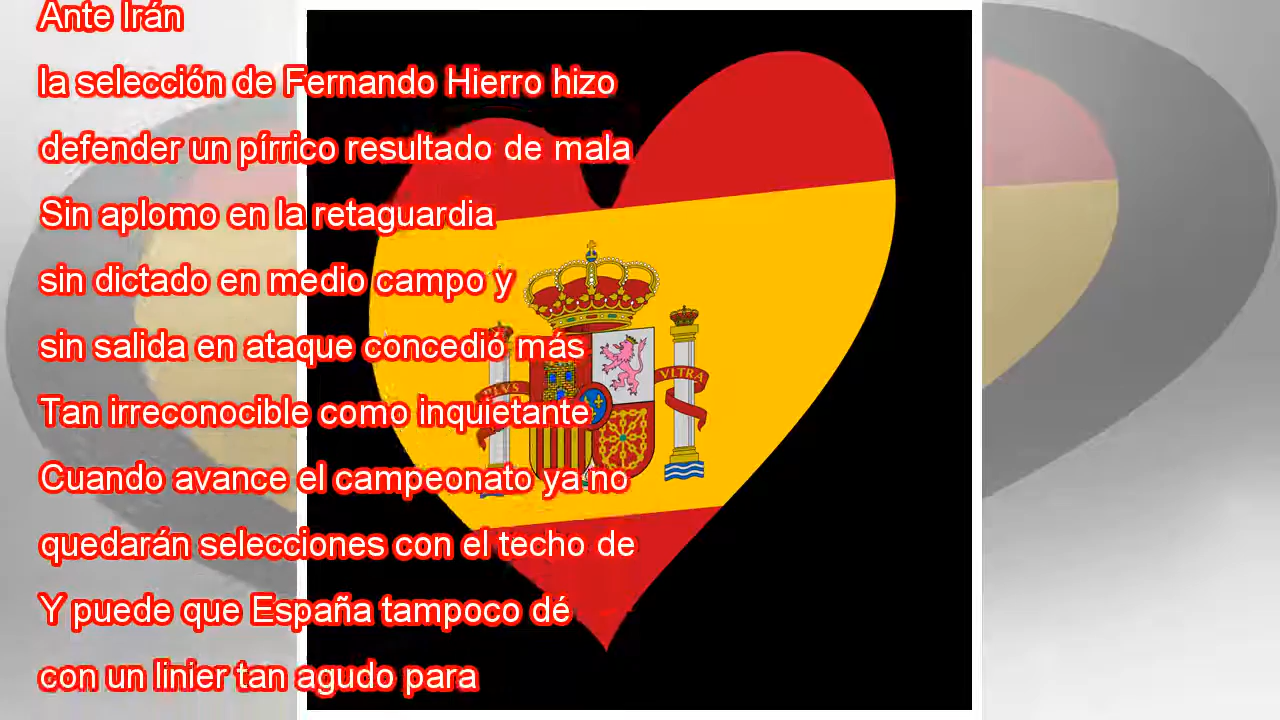 Ante Irán
la selección de Fernando Hierro hizo
defender un pírrico resultado de mala
Sin aplomo en la retaguardia
sin dictado en medio campo y
sin salida en ataque concedió más
Tan irreconocible como inquietante
Cuando avance el campeonato ya no
quedarán selecciones con el techo de
Y puede que España tampoco dé
con un linier tan agudo para
PLVS
VLTRA